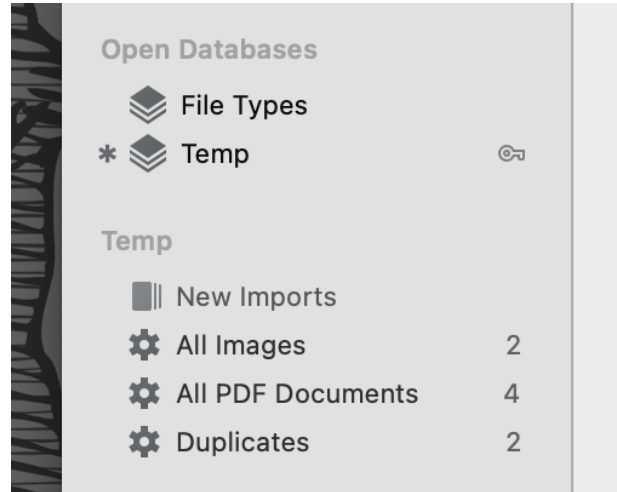 Open Databases
File Types
* Temp
Temp
New Imports
All Images 2
All PDF Documents 4
Duplicates 2